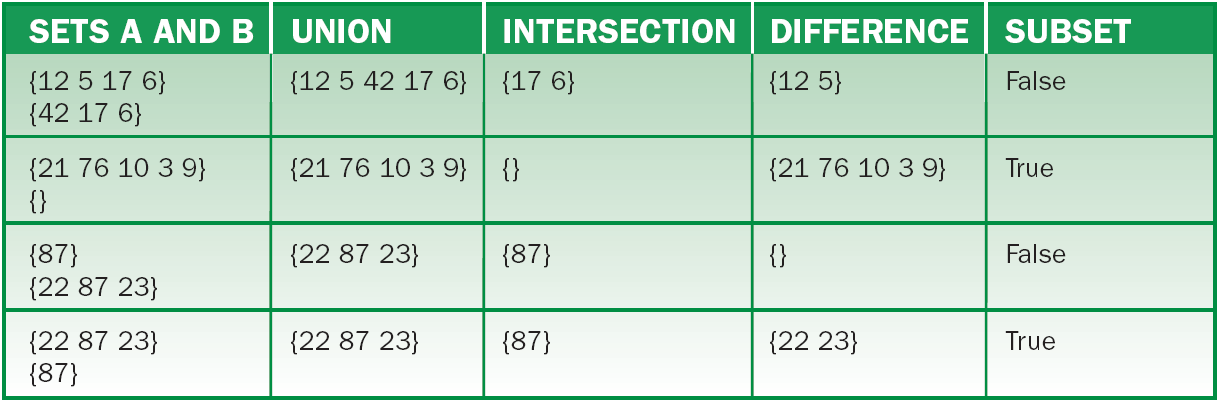 SETS A AND B UNION INTERSECTION DIFFERENCE SUBSET
{12 5 17 6} {12 5 42 17 6} {17 6} {12 5} False
{42 17 6}
{21 76 10 3 9} {21 76 10 3 9} {} {21 76 10 3 9} True
{}
{87} {22 87 23} {87} {} False
{22 87 23}
{22 87 23} {22 87 23} {87} {22 23} True
{87}